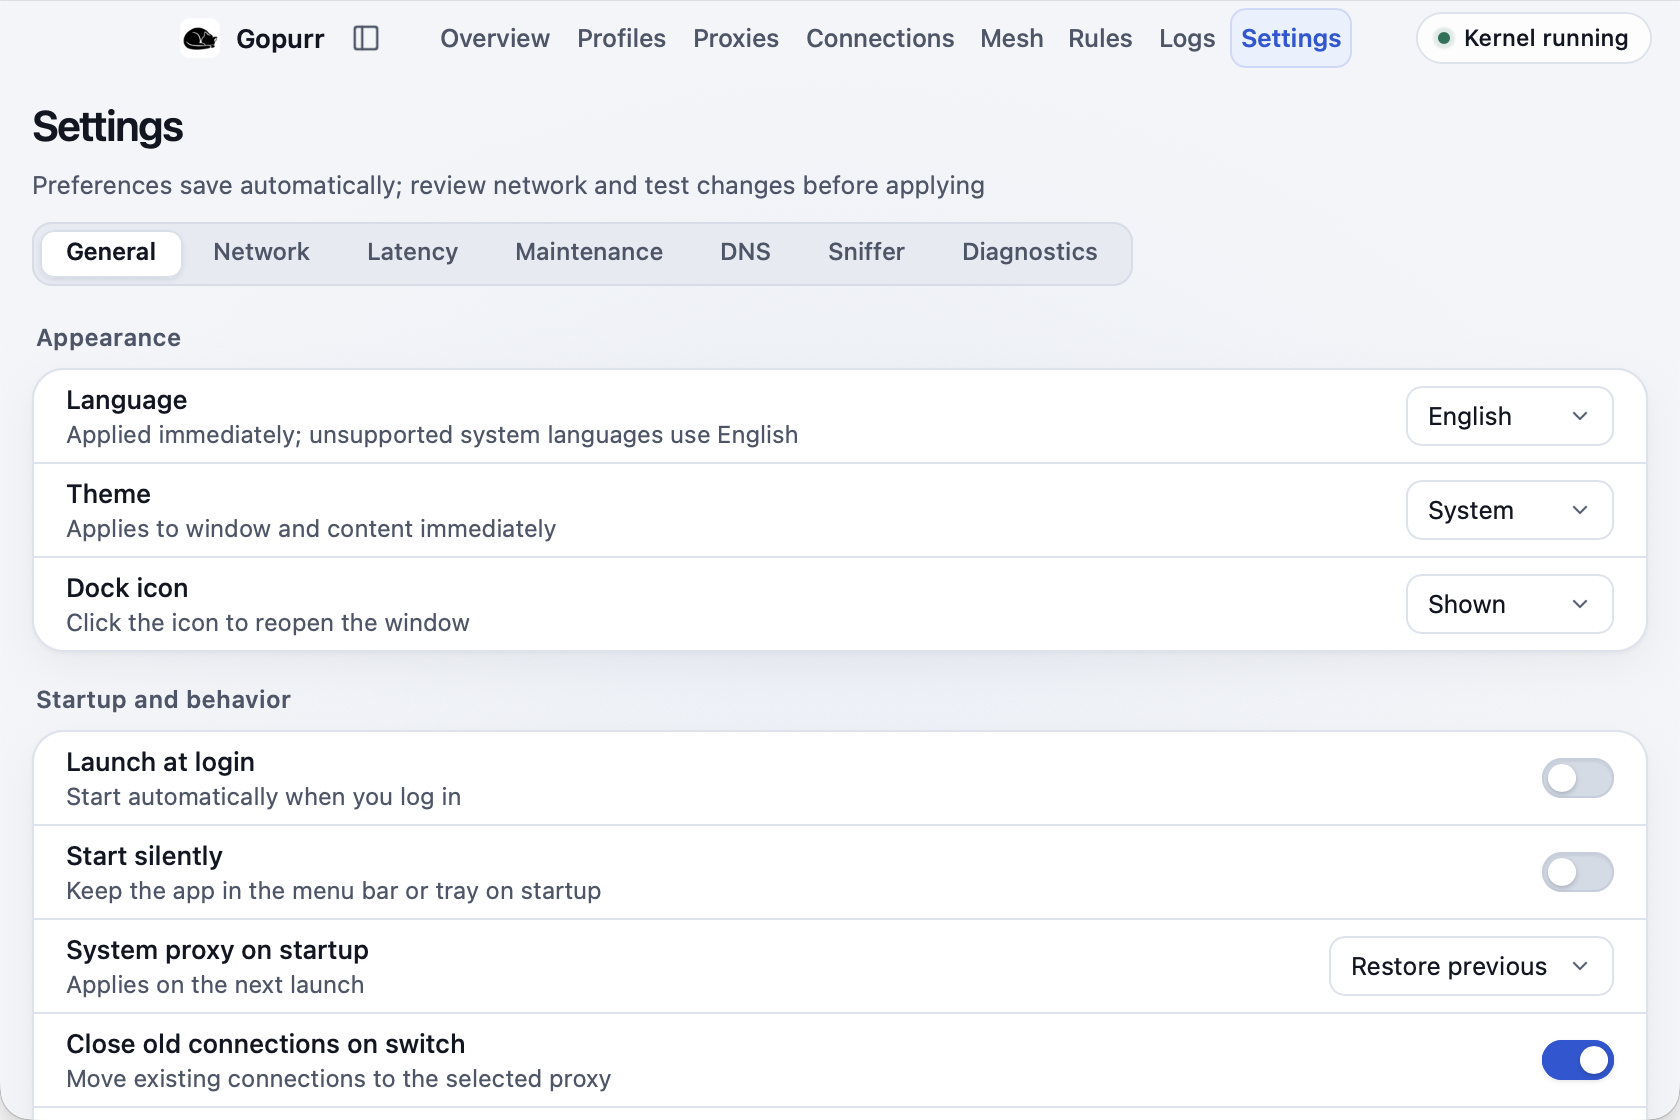 Gopurr
Overview Profiles Proxies Connections Mesh Rules Logs Settings
Kernel running
Settings
Preferences save automatically; review network and test changes before applying
General Network Latency Maintenance DNS Sniffer Diagnostics
Appearance
Language
Applied immediately; unsupported system languages use English
English
Theme
Applies to window and content immediately
System
Dock icon
Click the icon to reopen the window
Shown
Startup and behavior
Launch at login
Start automatically when you log in
Start silently
Keep the app in the menu bar or tray on startup
System proxy on startup
Applies on the next launch
Restore previous
Close old connections on switch
Move existing connections to the selected proxy